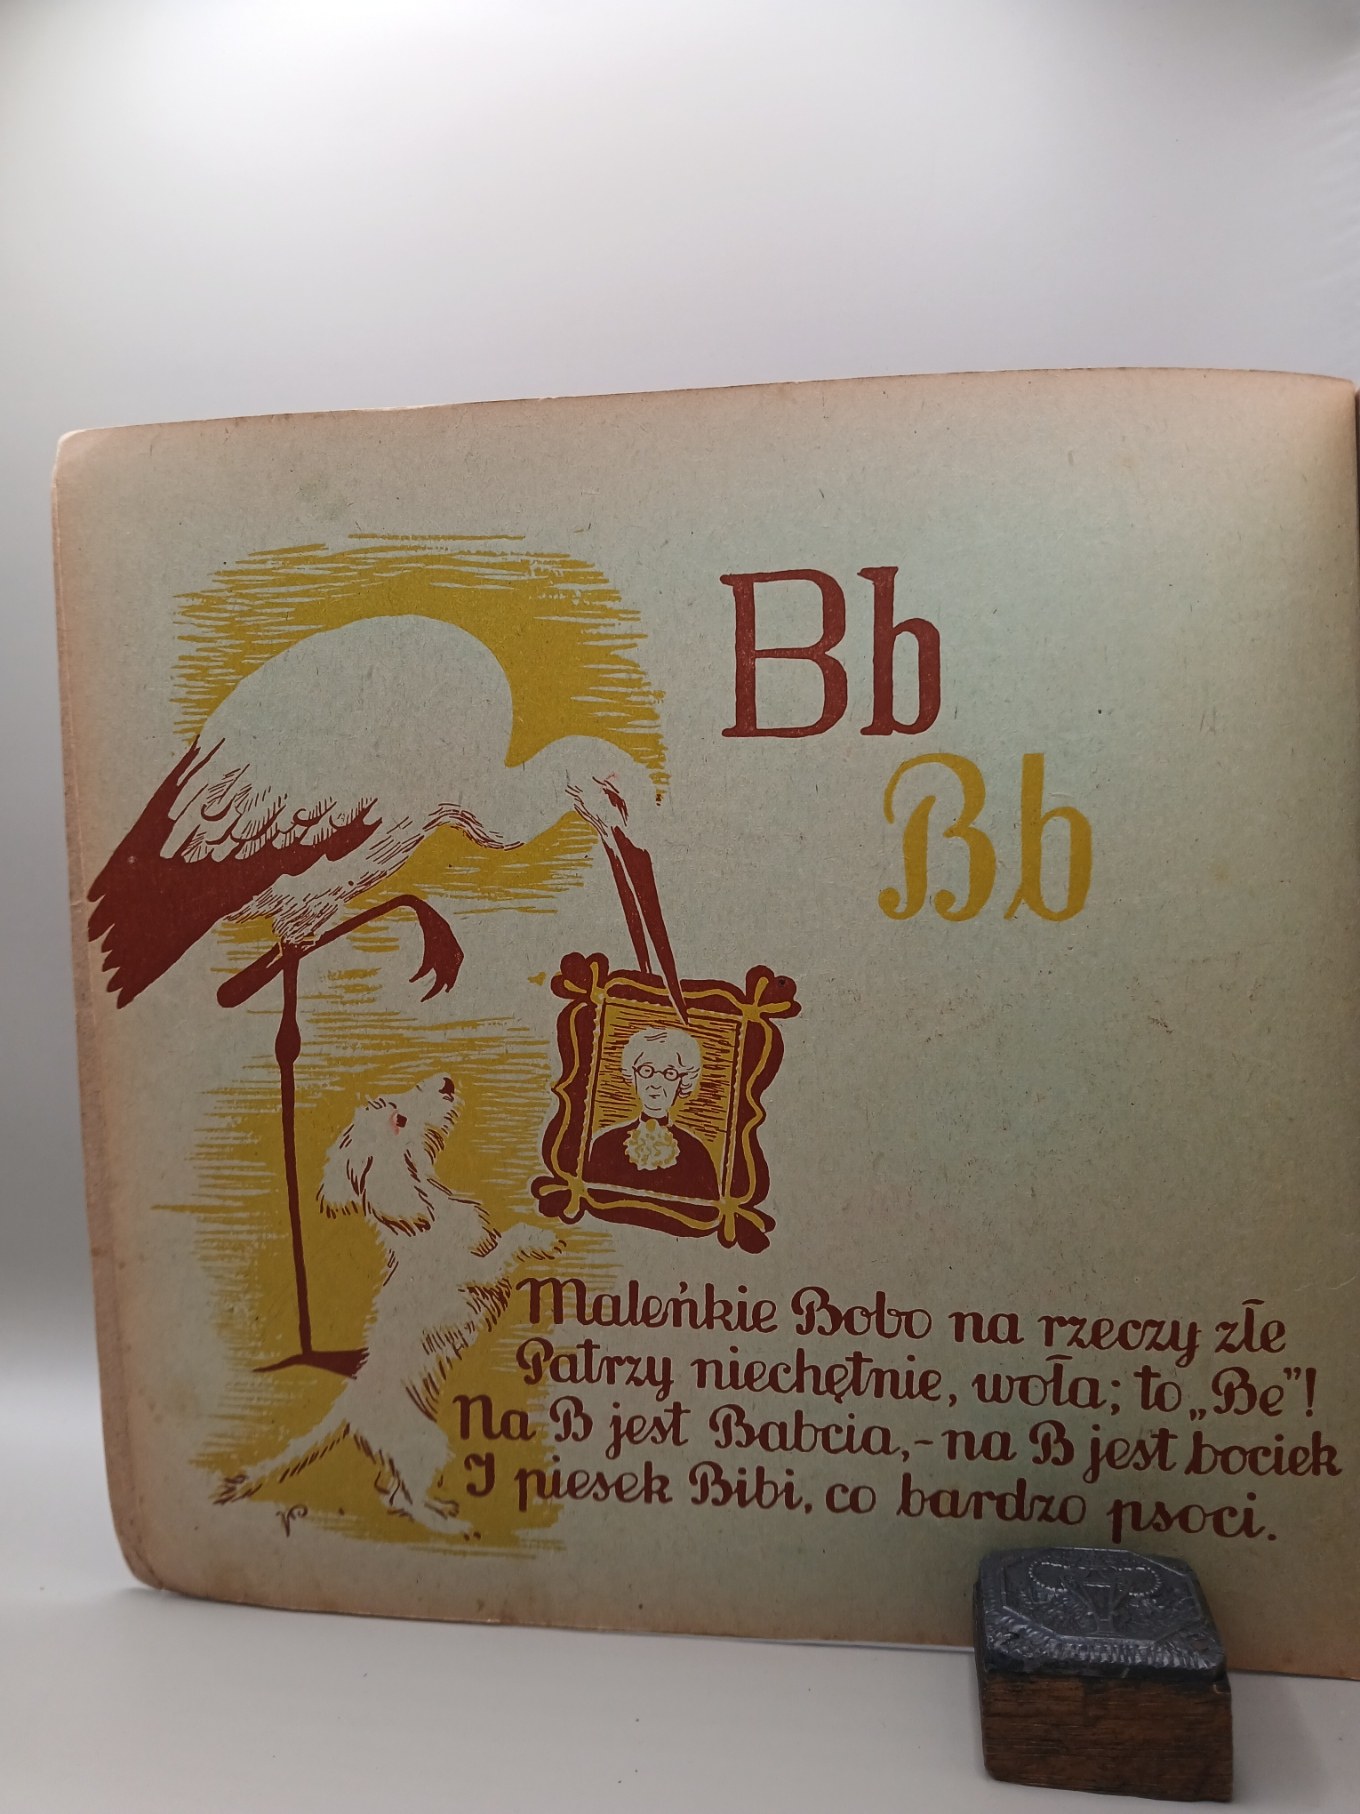 Bb
Bb
Maleńkie Bobo na rzeczy złe
Patrzy niechętnie, woła; to „Be"!
Na B jest Babcia,-na B jest bociek
I piesek Bibi, co bardzo psoci.